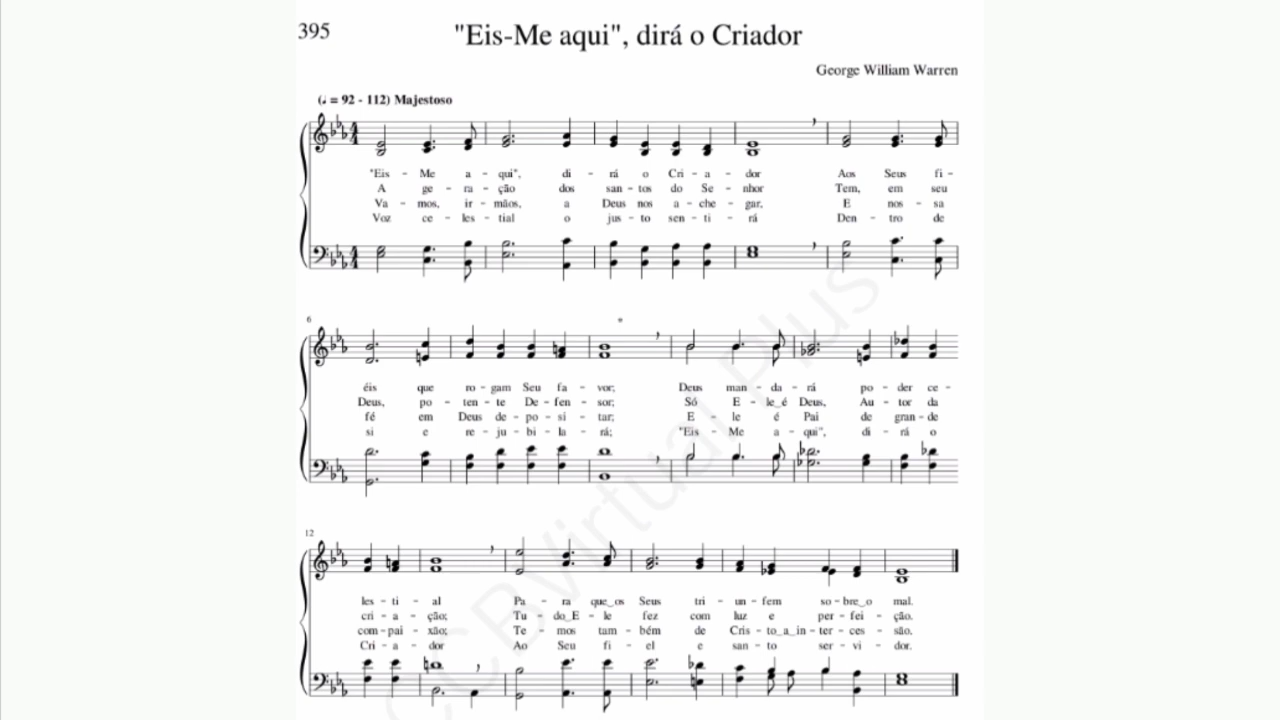 395
"Eis-Me aqui", dirá o Criador
George William Warren
(♩ = 92 - 112) Majestoso
"Eis - Me a - qui", di - rá o Cri - a - dor Aos Seus fi -
A ge - ra - ção dos san - tos do Se - nhor Tem, em seu
Va - mos, ir - mãos, a Deus nos a - che - gar, E nos - sa
Voz ce - les - tial o jus - to sen - ti - rá Den - tro de
6
éis que ro - gam Seu fa - vor; Deus man - da - rá po - der ce -
Deus, po - ten - te De - fen - sor; Só E - le_é Deus, Au - tor da
fé em Deus de - po - si - tar; E - le é Pai de gran - de
si e re - ju - bi - la - rá; "Eis - Me a - qui", di - rá o
12
les - ti - al Pa - ra que_os Seus tri - un - fem so - bre_o mal.
cri - a - ção; Tu - do_E - le fez com luz e per - fei - ção.
com - pai - xão; Te - mos tam - bém de Cris - to_a_in - ter - ces - são.
Cri - a - dor Ao Seu fi - el e san - to ser - vi - dor.
CCBVirtual Plus